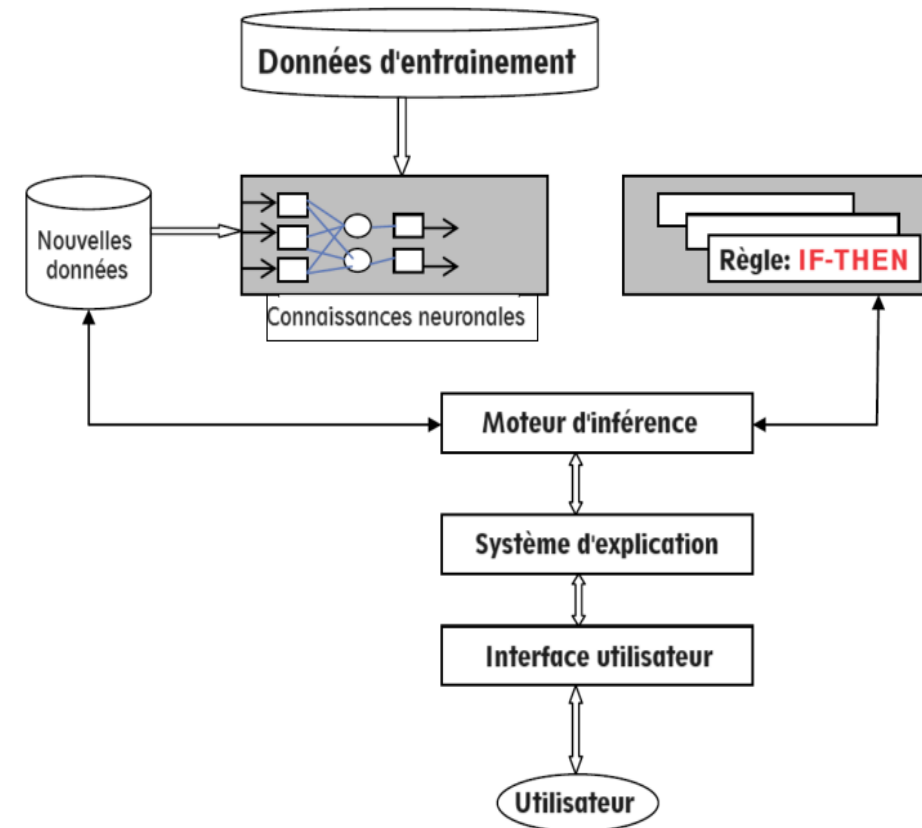 Données d'entrainement
Nouvelles
données
Connaissances neuronales
Règle: IF-THEN
Moteur d'inférence
Système d'explication
Interface utilisateur
Utilisateur